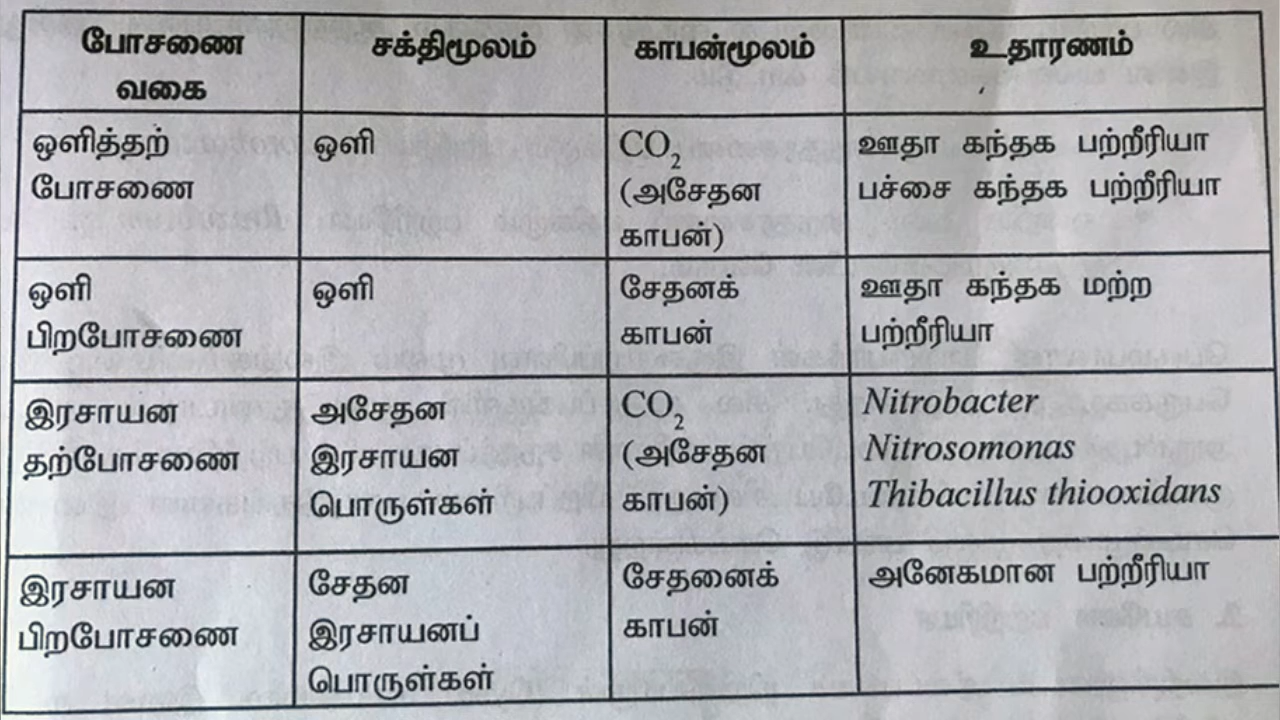 போசணை வகை சக்திமூலம் காபன்மூலம் உதாரணம்
ஒளித்தற் ஒளி CO₂ ஊதா கந்தக பற்றீரியா
போசணை (அசேதன பச்சை கந்தக பற்றீரியா
காபன்)
ஒளி ஒளி சேதனக் ஊதா கந்தக மற்ற
பிறபோசணை காபன் பற்றீரியா
இரசாயன அசேதன CO₂ Nitrobacter
தற்போசணை இரசாயன (அசேதன Nitrosomonas
பொருள்கள் காபன்) Thibacillus thiooxidans
இரசாயன சேதன சேதனைக் அனேகமான பற்றீரியா
பிறபோசணை இரசாயனப் காபன்
பொருள்கள்